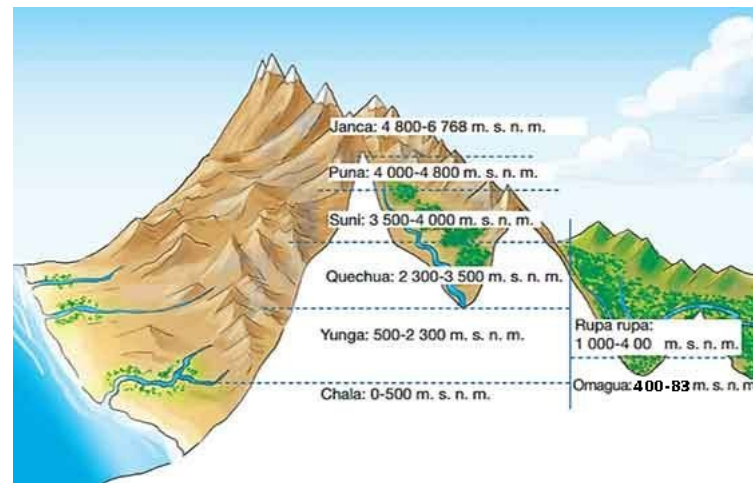 Janca: 4 800-6 768 m. s. n. m.
Puna: 4 000-4 800 m. s. n. m.
Suni: 3 500-4 000 m. s. n. m.
Quechua: 2 300-3 500 m. s. n. m.
Yunga: 500-2 300 m. s. n. m.
Chala: 0-500 m. s. n. m.
Rupa rupa:
1 000-4 00 m. s. n. m.
Omagua: 400-83 m. s. n. m